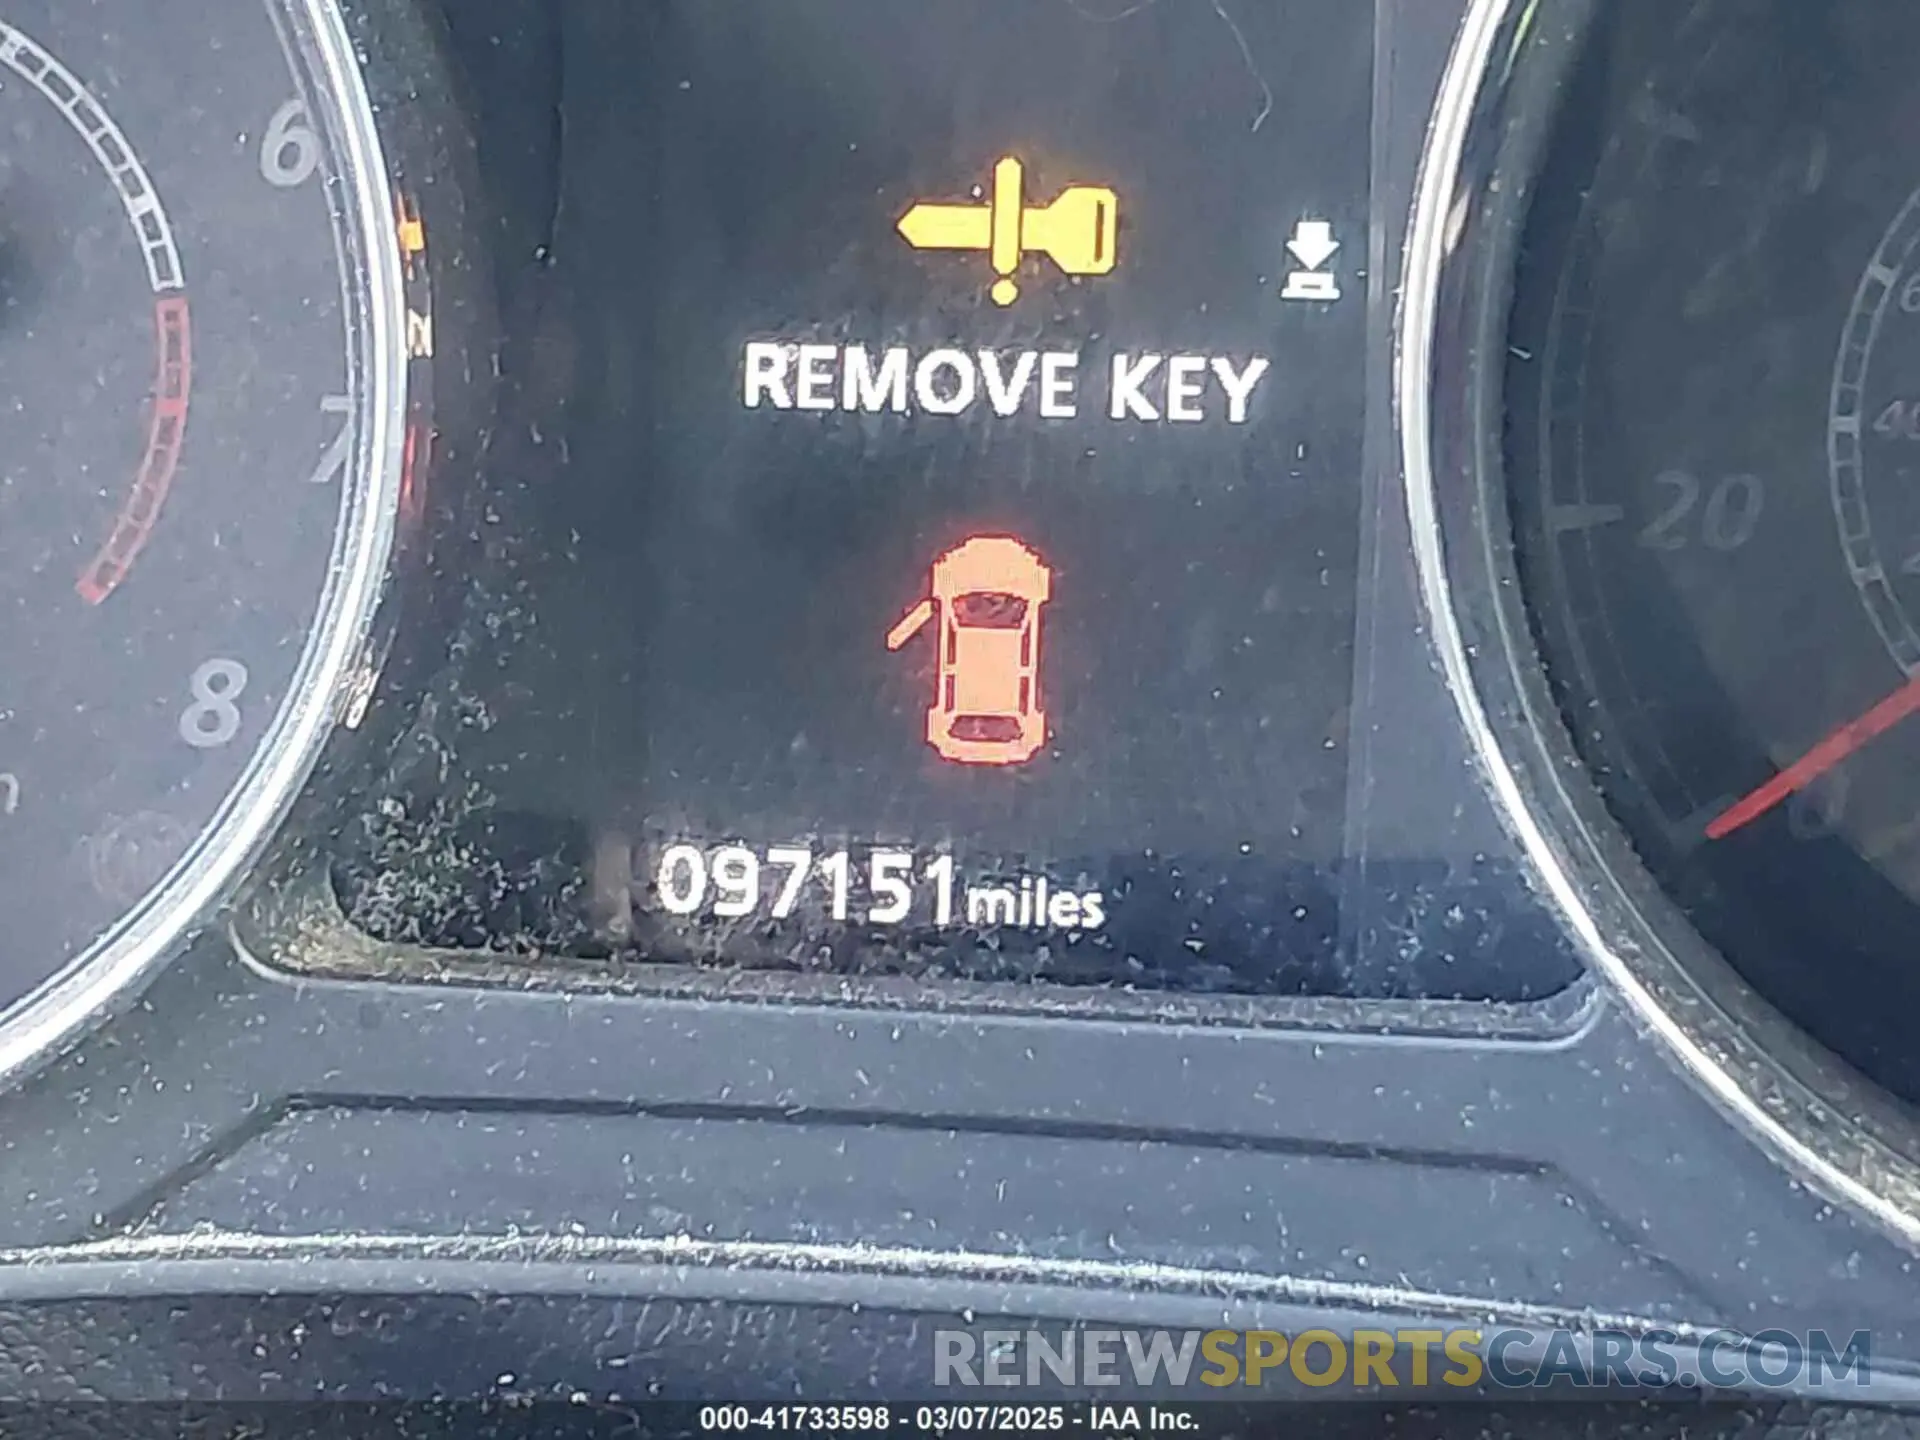 6
REMOVE KEY
7
20
8
097151miles
RENEWSPORTSCARS.COM
000-41733598 - 03/07/2025 - IAA Inc.